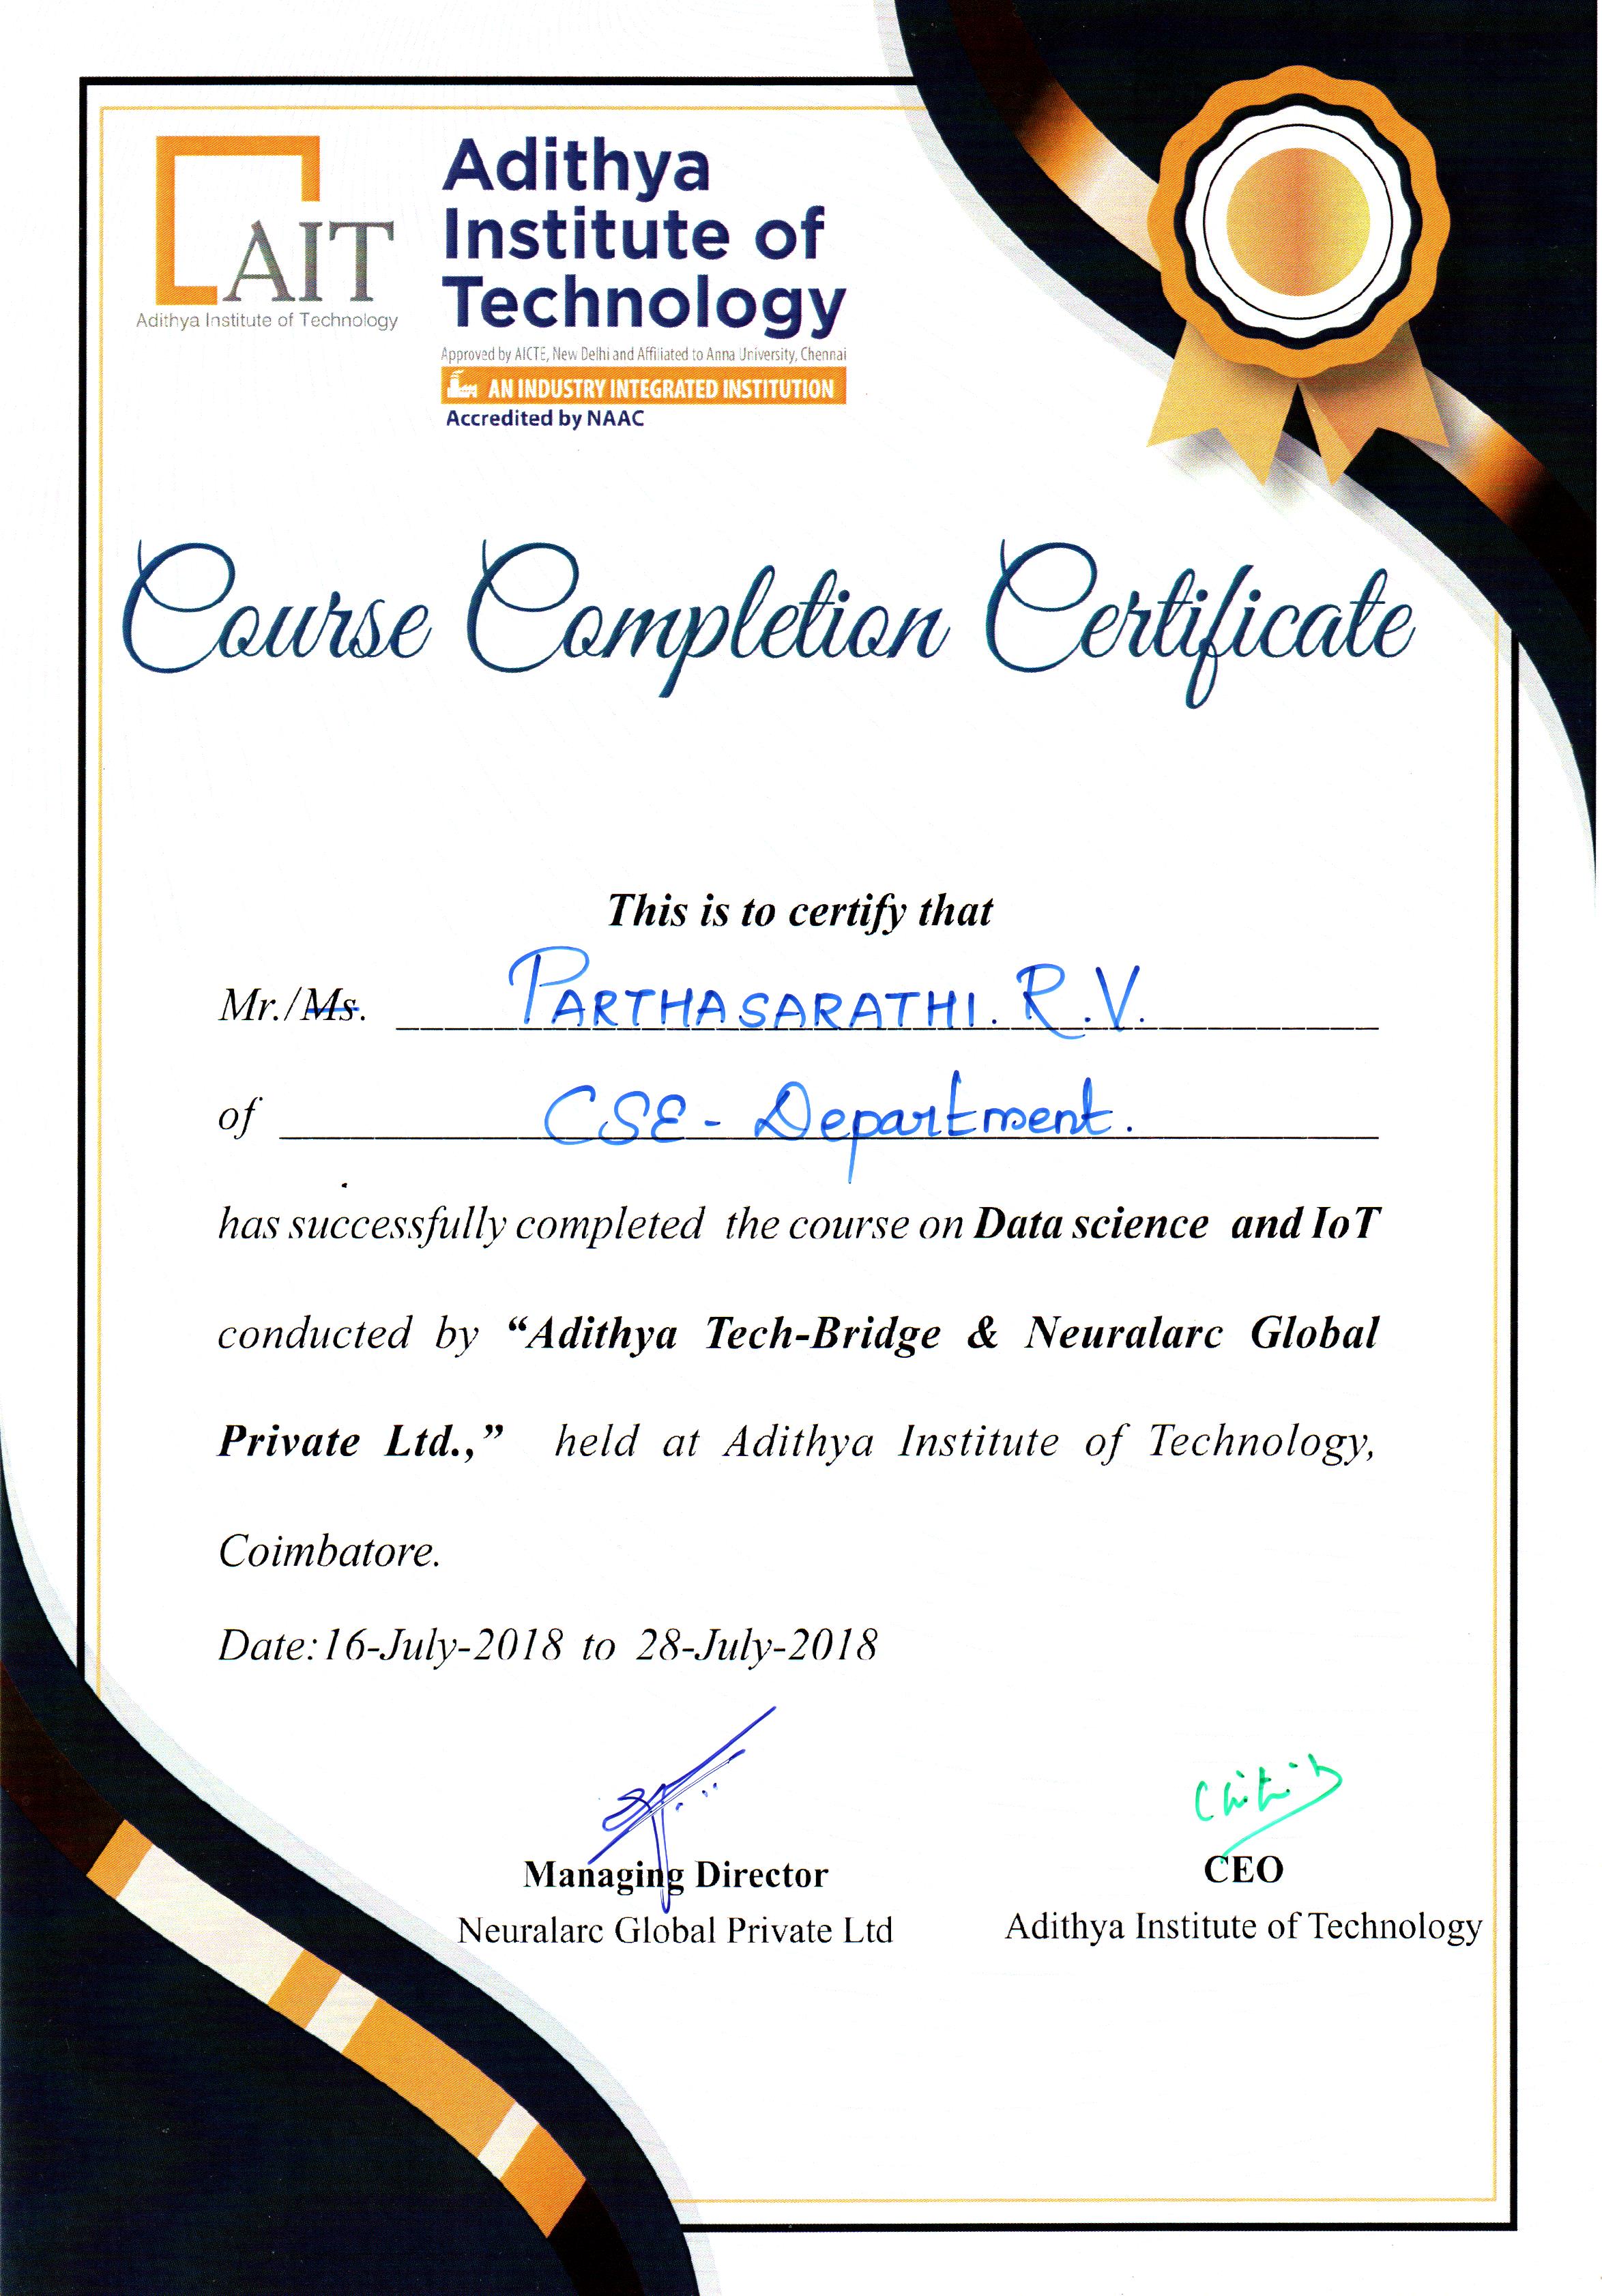 AIT
Adithya Institute of Technology
Adithya
Institute of
Technology
Approved by AICTE, New Delhi and Affiliated to Anna University, Chennai
AN INDUSTRY INTEGRATED INSTITUTION
Accredited by NAAC
Course Completion Certificate
This is to certify that
Mr./Ms. PARTHASARATHI. R.V.
of CSE - Department.
has successfully completed the course on Data science and IoT
conducted by “Adithya Tech-Bridge & Neuralarc Global
Private Ltd.,” held at Adithya Institute of Technology,
Coimbatore.
Date:16-July-2018 to 28-July-2018
Managing Director
Neuralarc Global Private Ltd
CEO
Adithya Institute of Technology